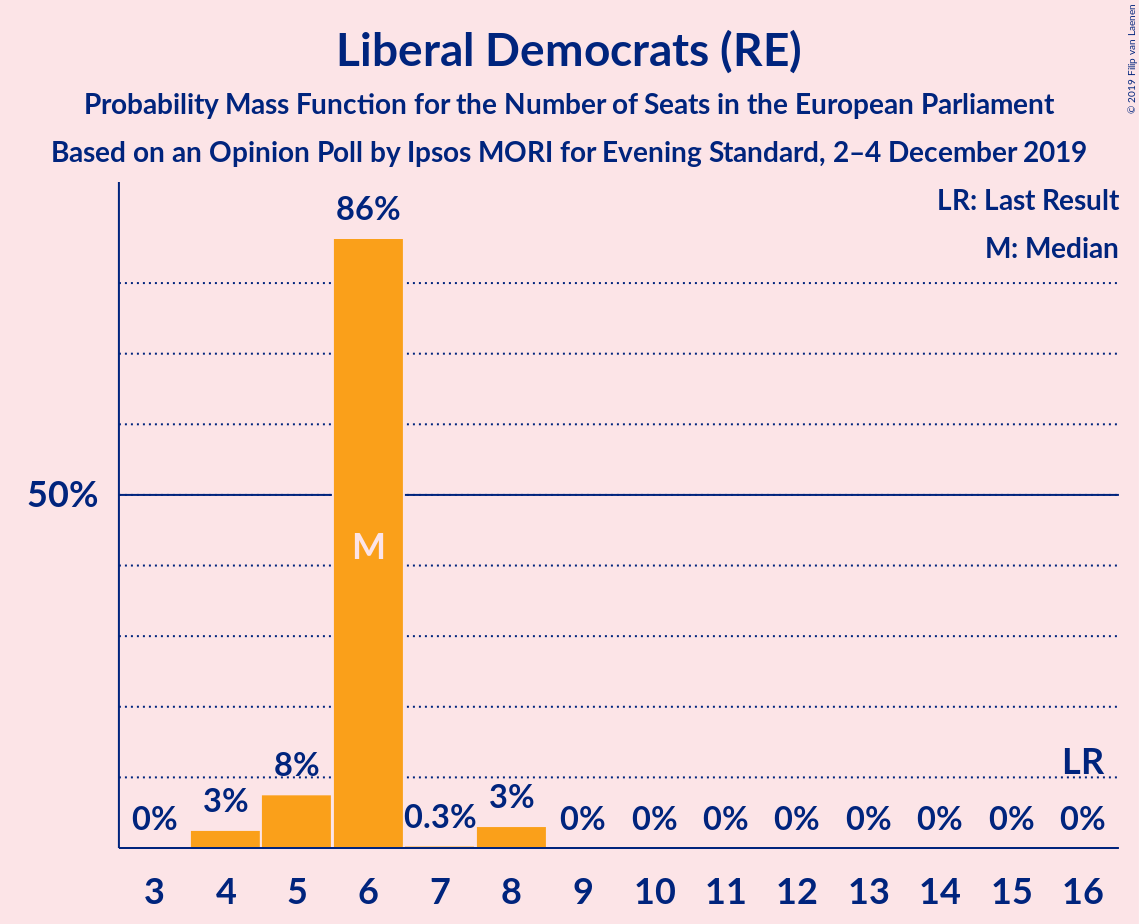 Liberal Democrats (RE)
Probability Mass Function for the Number of Seats in the European Parliament
Based on an Opinion Poll by Ipsos MORI for Evening Standard, 2–4 December 2019
© 2019 Filip van Laenen
LR: Last Result
M: Median
86%
50%
M
LR
0% 3% 8% 0.3% 3% 0% 0% 0% 0% 0% 0% 0% 0%
3 4 5 6 7 8 9 10 11 12 13 14 15 16